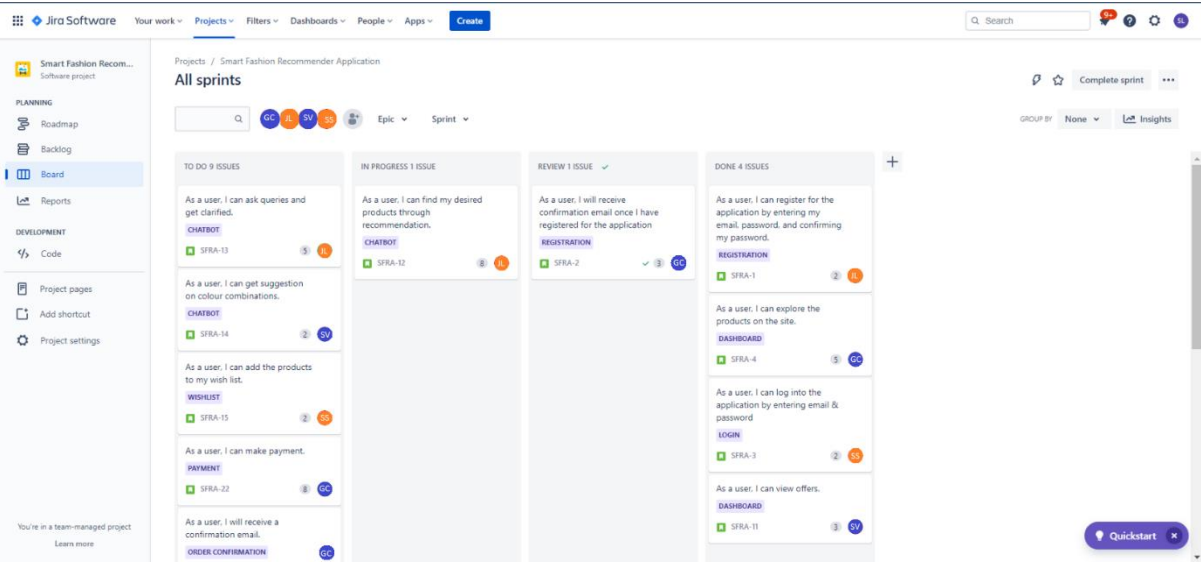 Jira Software
Your work
Projects
Filters
Dashboards
People
Apps
Create
Search
9+
SL
Smart Fashion Recom...
Software project
PLANNING
Roadmap
Backlog
Board
Reports
DEVELOPMENT
Code
Project pages
Add shortcut
Project settings
You're in a team-managed project
Learn more
Projects / Smart Fashion Recommender Application
All sprints
Complete sprint
GC JL SV SS
Epic
Sprint
GROUP BY
None
Insights
TO DO 9 ISSUES
As a user, I can ask queries and
get clarified.
CHATBOT
SFRA-13 5 JL
As a user, I can get suggestion
on colour combinations.
CHATBOT
SFRA-14 2 SV
As a user, I can add the products
to my wish list.
WISHLIST
SFRA-15 2 SS
As a user, I can make payment.
PAYMENT
SFRA-22 8 GC
As a user, I will receive a
confirmation email.
ORDER CONFIRMATION
GC
IN PROGRESS 1 ISSUE
As a user, I can find my desired
products through
recommendation.
CHATBOT
SFRA-12 8 JL
REVIEW 1 ISSUE
As a user, I will receive
confirmation email once I have
registered for the application
REGISTRATION
SFRA-2 3 GC
DONE 4 ISSUES
As a user, I can register for the
application by entering my
email, password, and confirming
my password.
REGISTRATION
SFRA-1 2 JL
As a user, I can explore the
products on the site.
DASHBOARD
SFRA-4 5 GC
As a user, I can log into the
application by entering email &
password
LOGIN
SFRA-3 2 SS
As a user, I can view offers.
DASHBOARD
SFRA-11 3 SV
Quickstart